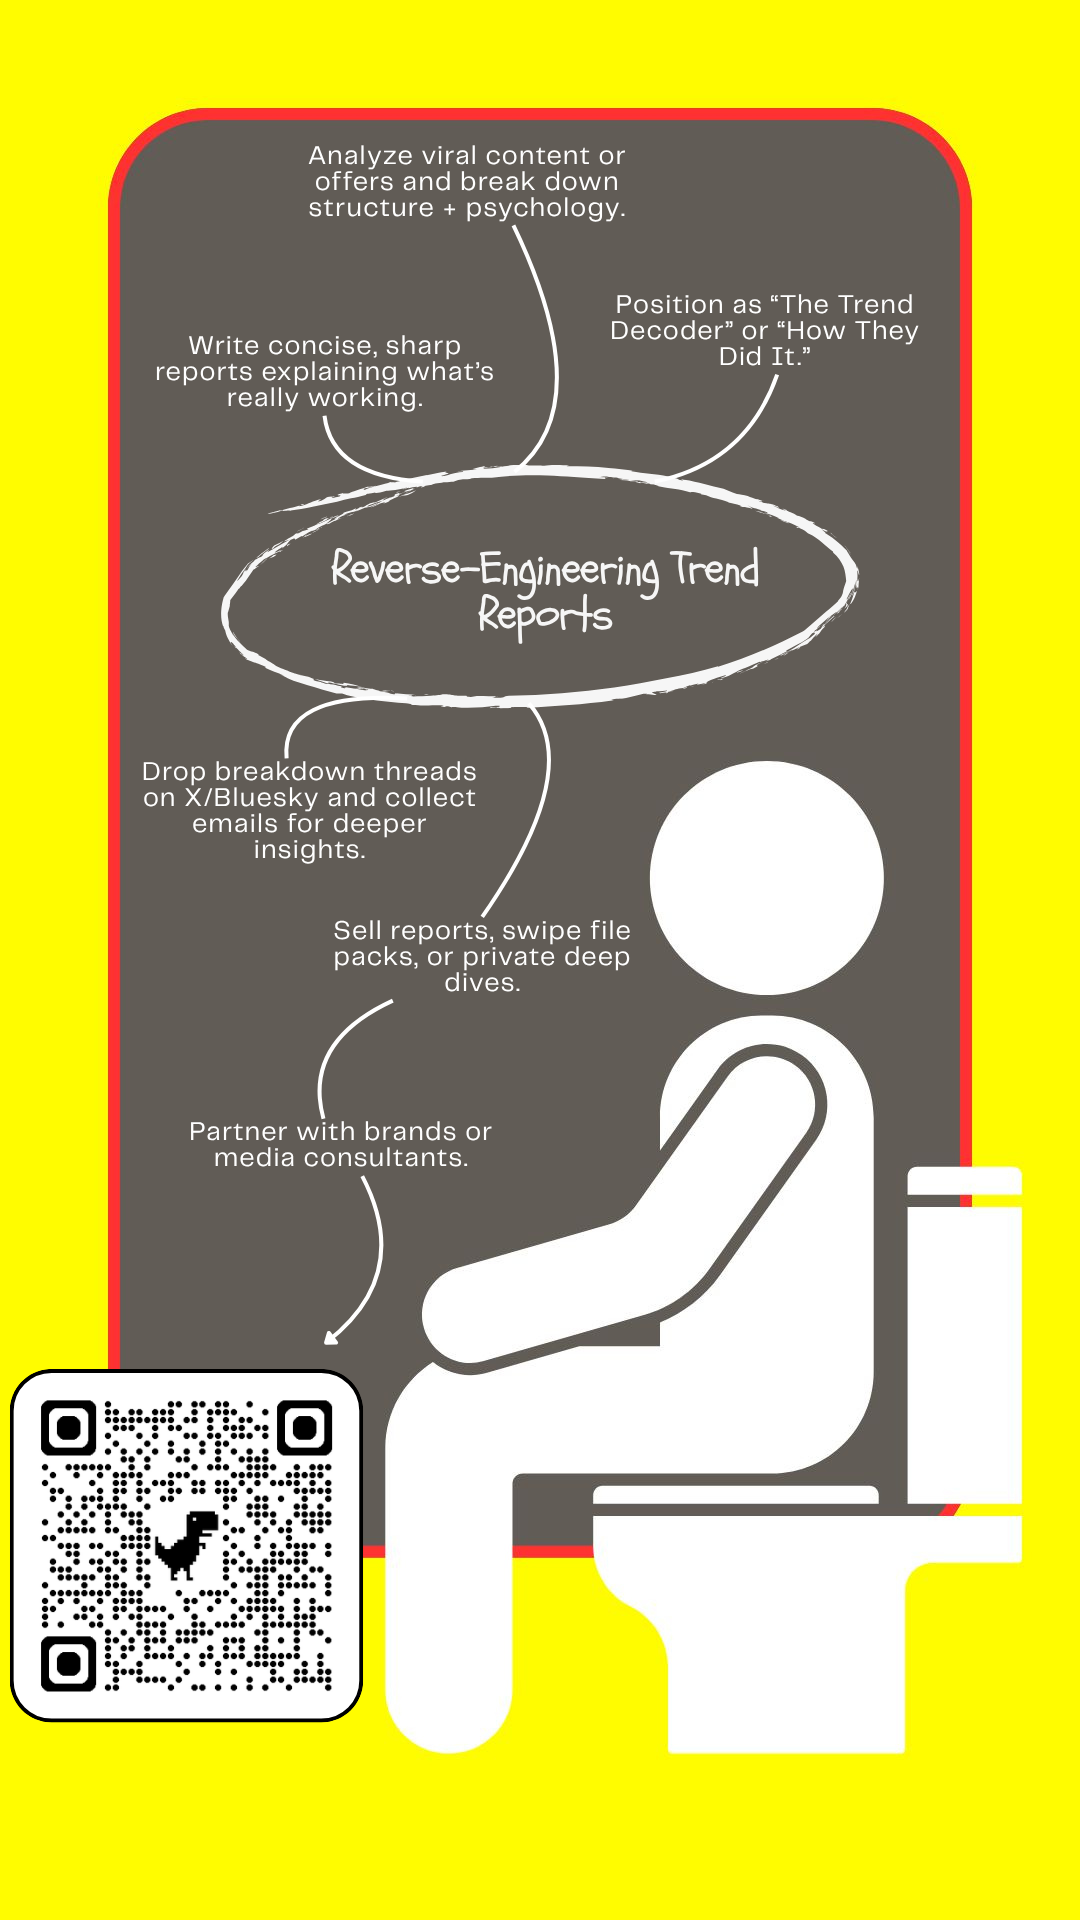 Analyze viral content or
offers and break down
structure + psychology.
Position as “The Trend
Decoder” or “How They
Did It.”
Write concise, sharp
reports explaining what’s
really working.
Reverse-Engineering Trend
Reports
Drop breakdown threads
on X/Bluesky and collect
emails for deeper
insights.
Sell reports, swipe file
packs, or private deep
dives.
Partner with brands or
media consultants.